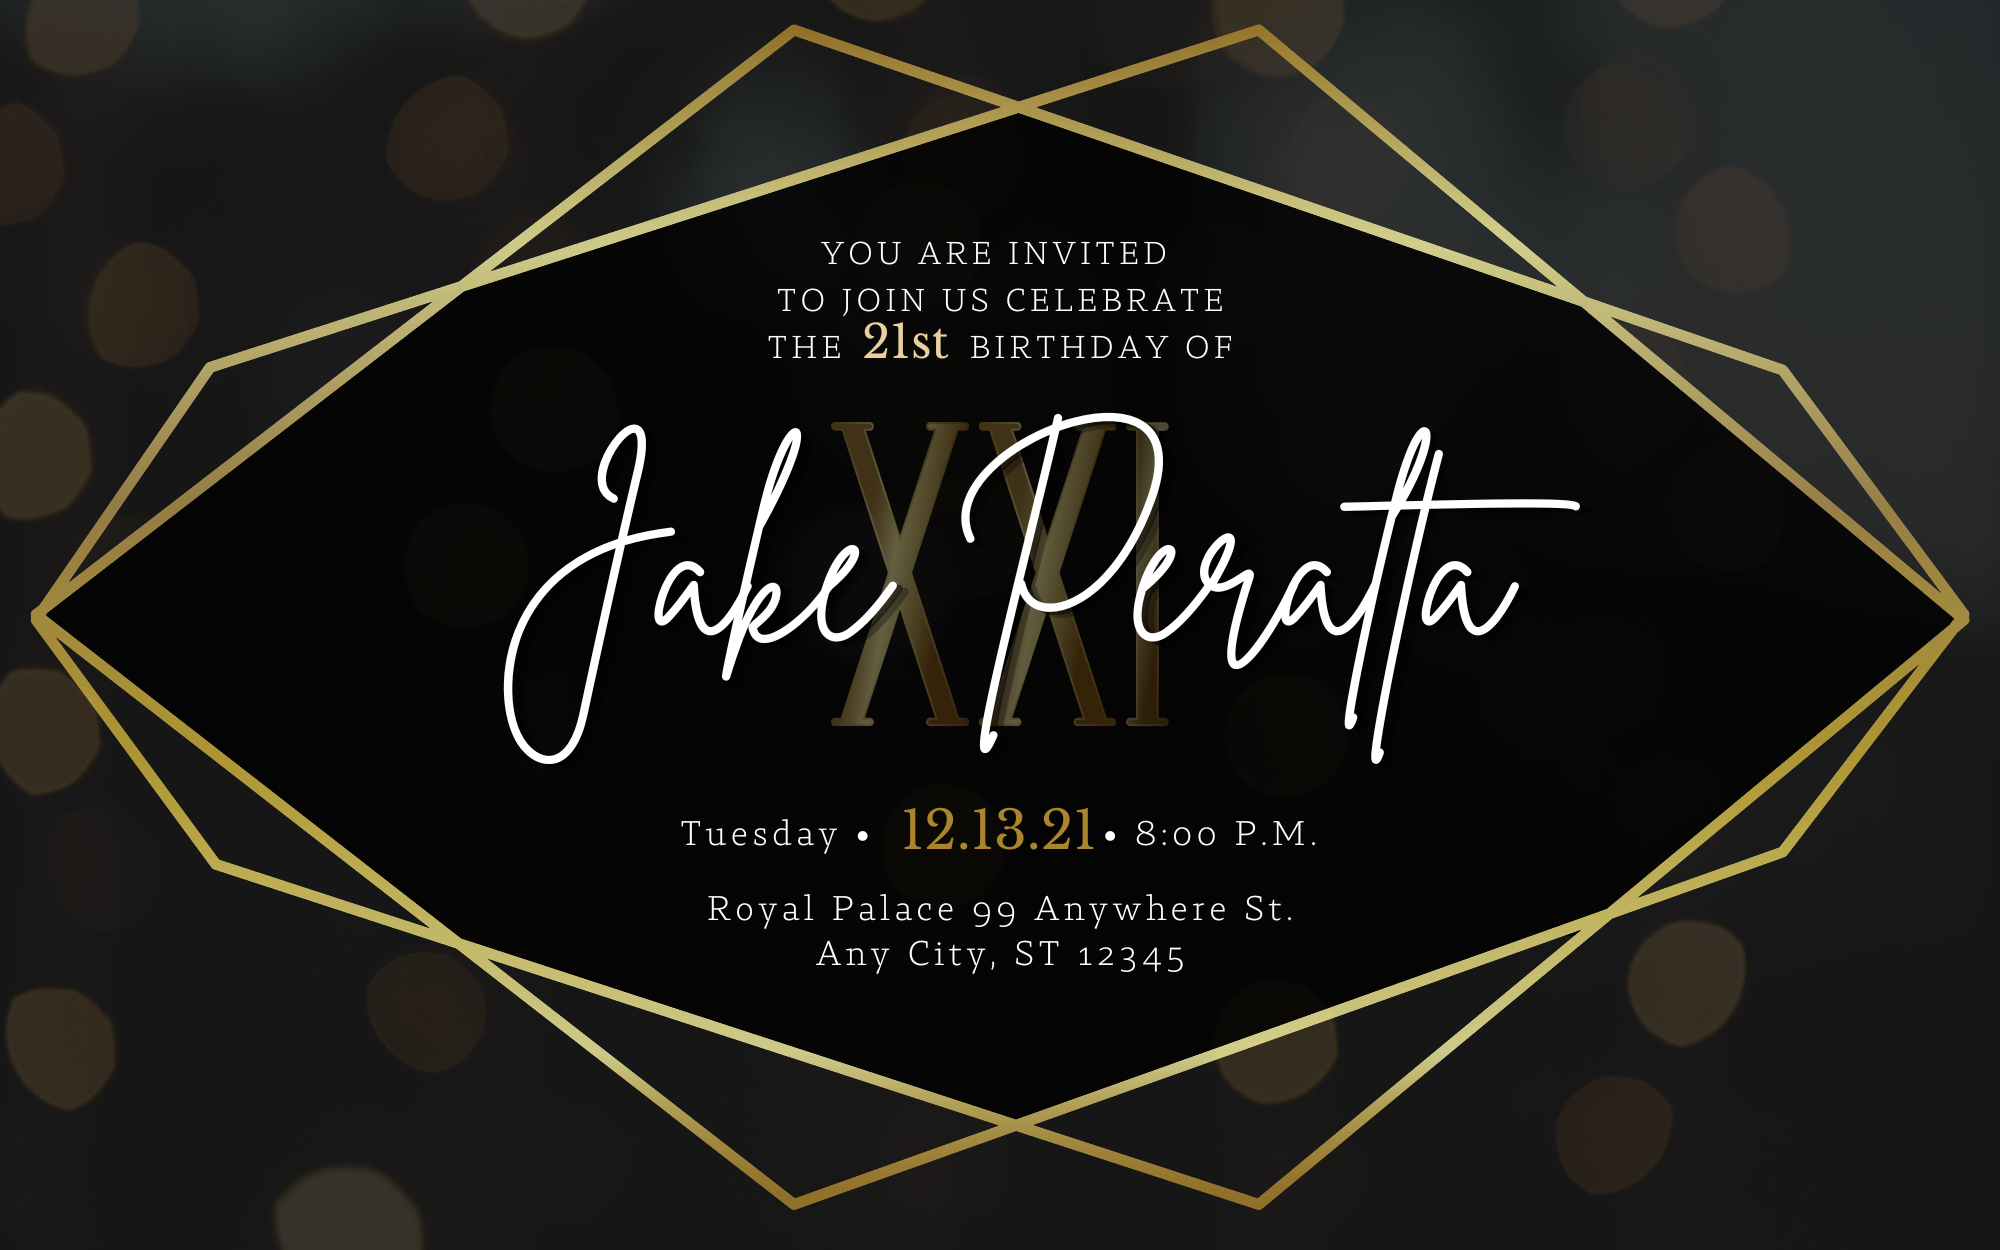 YOU ARE INVITED
TO JOIN US CELEBRATE
THE 21st BIRTHDAY OF
XXI
Jake Peratta
Tuesday • 12.13.21 • 8:00 P.M.
Royal Palace 99 Anywhere St.
Any City, ST 12345